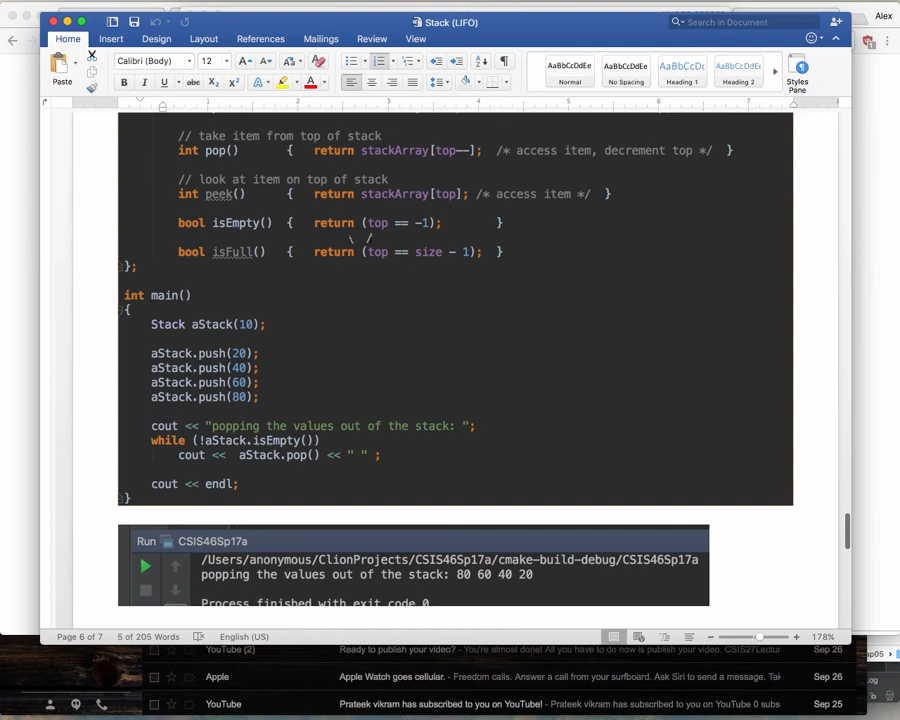 Stack (LIFO)
Search in Document
Alex
Home Insert Design Layout References Mailings Review View
Calibri (Body) 12
Paste
AaBbCcDdEe AaBbCcDdEe AaBbCcDc AaBbCcDdEe
Normal No Spacing Heading 1 Heading 2
Styles Pane
1 2 3 4 5 6 7
// take item from top of stack
int pop() { return stackArray[top--]; /* access item, decrement top */ }
// look at item on top of stack
int peek() { return stackArray[top]; /* access item */ }
bool isEmpty() { return (top == -1); }
bool isFull() { return (top == size - 1); }
};
int main()
{
Stack aStack(10);
aStack.push(20);
aStack.push(40);
aStack.push(60);
aStack.push(80);
cout << "popping the values out of the stack: ";
while (!aStack.isEmpty())
cout << aStack.pop() << " " ;
cout << endl;
}
Run CSIS46Sp17a
/Users/anonymous/ClionProjects/CSIS46Sp17a/cmake-build-debug/CSIS46Sp17a
popping the values out of the stack: 80 60 40 20
Process finished with exit code 0
Page 6 of 7 5 of 205 Words English (US) 178%
YouTube (2) Ready to publish your video? - You're almost done! All you have to do now is publish your video. Sep 26
Apple Apple Watch goes cellular. - Freedom calls. Answer a call from your surfboard. Ask Siri to send a message. Sep 26
YouTube Prateek vikram has subscribed to you on YouTube! - Prateek vikram has subscribed to you on YouTube 0 subs Sep 25